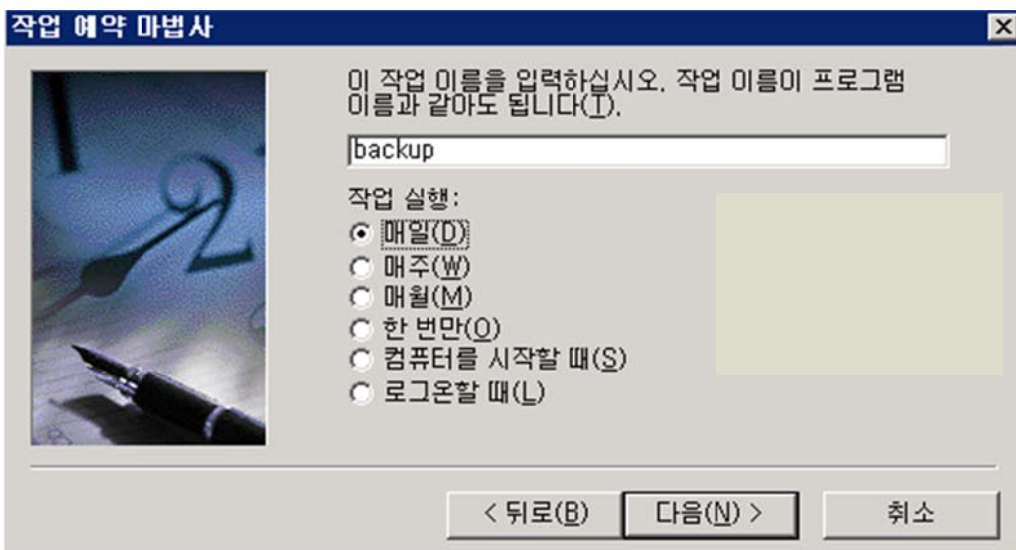 작업 예약 마법사
이 작업 이름을 입력하십시오. 작업 이름이 프로그램
이름과 같아도 됩니다(T).
backup
작업 실행:
매일(D)
매주(W)
매월(M)
한 번만(O)
컴퓨터를 시작할 때(S)
로그온할 때(L)
< 뒤로(B) 다음(N) > 취소